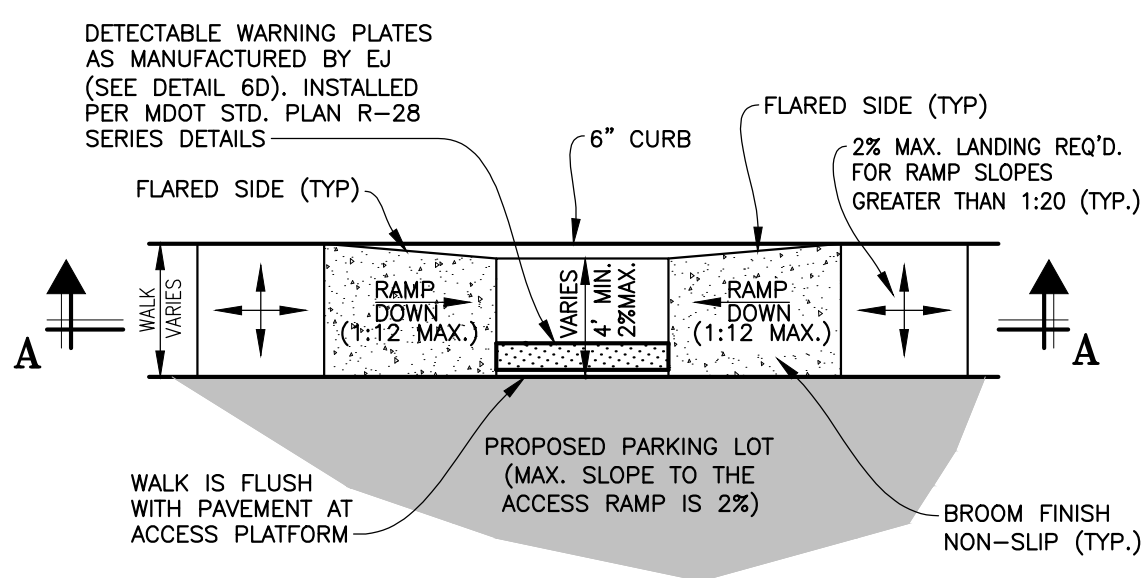 DETECTABLE WARNING PLATES
AS MANUFACTURED BY EJ
(SEE DETAIL 6D). INSTALLED
PER MDOT STD. PLAN R-28
SERIES DETAILS
6" CURB
FLARED SIDE (TYP)
2% MAX. LANDING REQ'D.
FOR RAMP SLOPES
GREATER THAN 1:20 (TYP.)
FLARED SIDE (TYP)
WALK
VARIES
RAMP
DOWN
(1:12 MAX.)
VARIES
4' MIN.
2%MAX.
RAMP
DOWN
(1:12 MAX.)
A
A
PROPOSED PARKING LOT
(MAX. SLOPE TO THE
ACCESS RAMP IS 2%)
WALK IS FLUSH
WITH PAVEMENT AT
ACCESS PLATFORM
BROOM FINISH
NON-SLIP (TYP.)